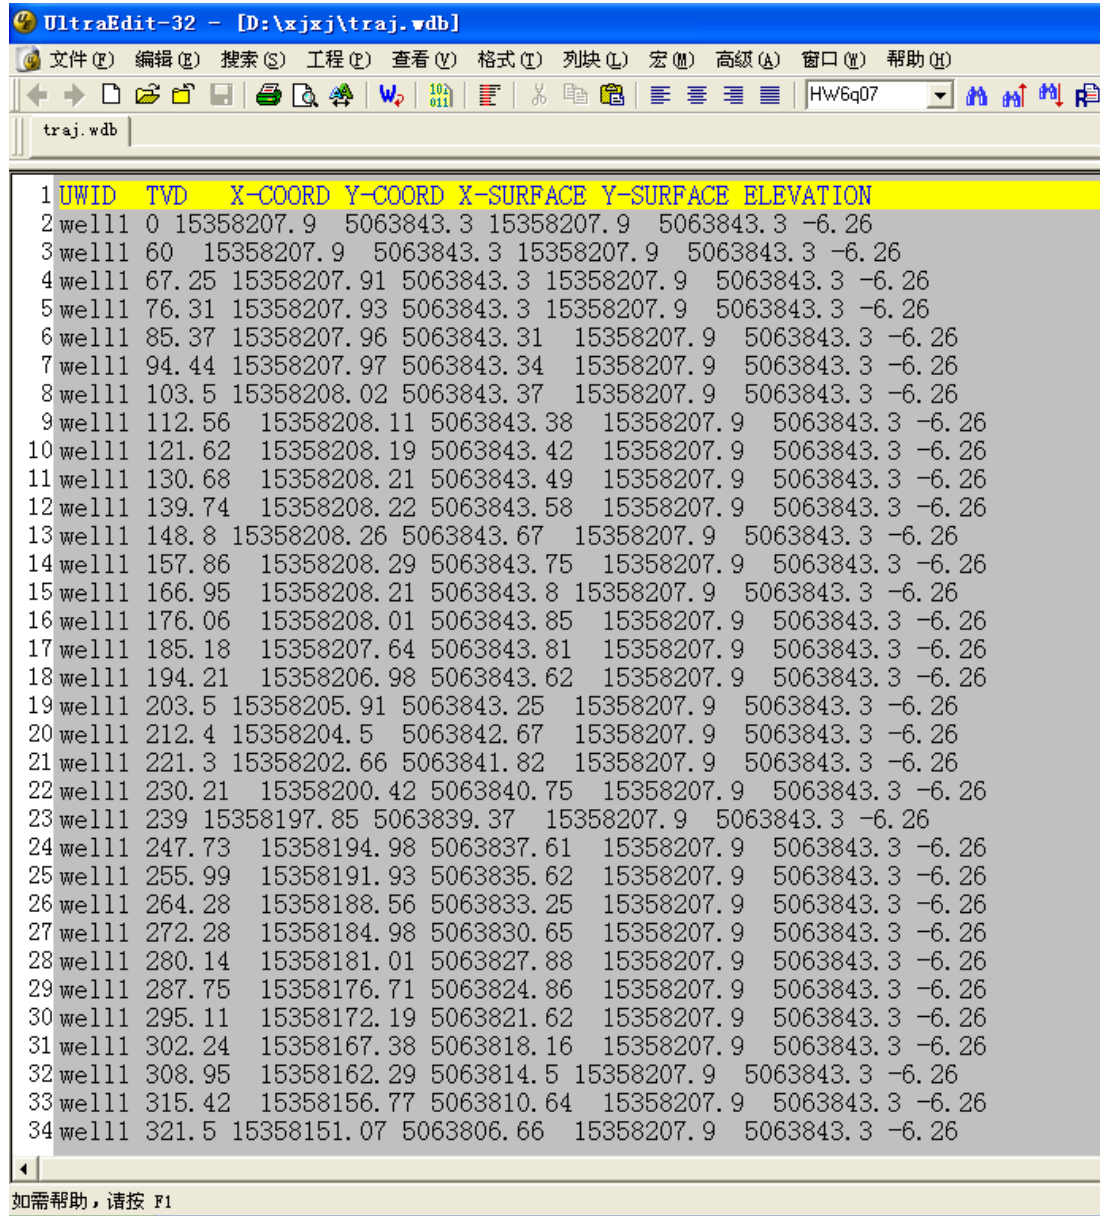 UltraEdit-32 - [D:\xjxj\traj.wdb]
文件(F) 编辑(E) 搜索(S) 工程(P) 查看(V) 格式(T) 列块(L) 宏(M) 高级(A) 窗口(W) 帮助(H)
HW6q07
traj.wdb
1 UWID TVD X-COORD Y-COORD X-SURFACE Y-SURFACE ELEVATION
2 well1 0 15358207.9 5063843.3 15358207.9 5063843.3 -6.26
3 well1 60 15358207.9 5063843.3 15358207.9 5063843.3 -6.26
4 well1 67.25 15358207.91 5063843.3 15358207.9 5063843.3 -6.26
5 well1 76.31 15358207.93 5063843.3 15358207.9 5063843.3 -6.26
6 well1 85.37 15358207.96 5063843.31 15358207.9 5063843.3 -6.26
7 well1 94.44 15358207.97 5063843.34 15358207.9 5063843.3 -6.26
8 well1 103.5 15358208.02 5063843.37 15358207.9 5063843.3 -6.26
9 well1 112.56 15358208.11 5063843.38 15358207.9 5063843.3 -6.26
10 well1 121.62 15358208.19 5063843.42 15358207.9 5063843.3 -6.26
11 well1 130.68 15358208.21 5063843.49 15358207.9 5063843.3 -6.26
12 well1 139.74 15358208.22 5063843.58 15358207.9 5063843.3 -6.26
13 well1 148.8 15358208.26 5063843.67 15358207.9 5063843.3 -6.26
14 well1 157.86 15358208.29 5063843.75 15358207.9 5063843.3 -6.26
15 well1 166.95 15358208.21 5063843.8 15358207.9 5063843.3 -6.26
16 well1 176.06 15358208.01 5063843.85 15358207.9 5063843.3 -6.26
17 well1 185.18 15358207.64 5063843.81 15358207.9 5063843.3 -6.26
18 well1 194.21 15358206.98 5063843.62 15358207.9 5063843.3 -6.26
19 well1 203.5 15358205.91 5063843.25 15358207.9 5063843.3 -6.26
20 well1 212.4 15358204.5 5063842.67 15358207.9 5063843.3 -6.26
21 well1 221.3 15358202.66 5063841.82 15358207.9 5063843.3 -6.26
22 well1 230.21 15358200.42 5063840.75 15358207.9 5063843.3 -6.26
23 well1 239 15358197.85 5063839.37 15358207.9 5063843.3 -6.26
24 well1 247.73 15358194.98 5063837.61 15358207.9 5063843.3 -6.26
25 well1 255.99 15358191.93 5063835.62 15358207.9 5063843.3 -6.26
26 well1 264.28 15358188.56 5063833.25 15358207.9 5063843.3 -6.26
27 well1 272.28 15358184.98 5063830.65 15358207.9 5063843.3 -6.26
28 well1 280.14 15358181.01 5063827.88 15358207.9 5063843.3 -6.26
29 well1 287.75 15358176.71 5063824.86 15358207.9 5063843.3 -6.26
30 well1 295.11 15358172.19 5063821.62 15358207.9 5063843.3 -6.26
31 well1 302.24 15358167.38 5063818.16 15358207.9 5063843.3 -6.26
32 well1 308.95 15358162.29 5063814.5 15358207.9 5063843.3 -6.26
33 well1 315.42 15358156.77 5063810.64 15358207.9 5063843.3 -6.26
34 well1 321.5 15358151.07 5063806.66 15358207.9 5063843.3 -6.26
如需帮助，请按 F1